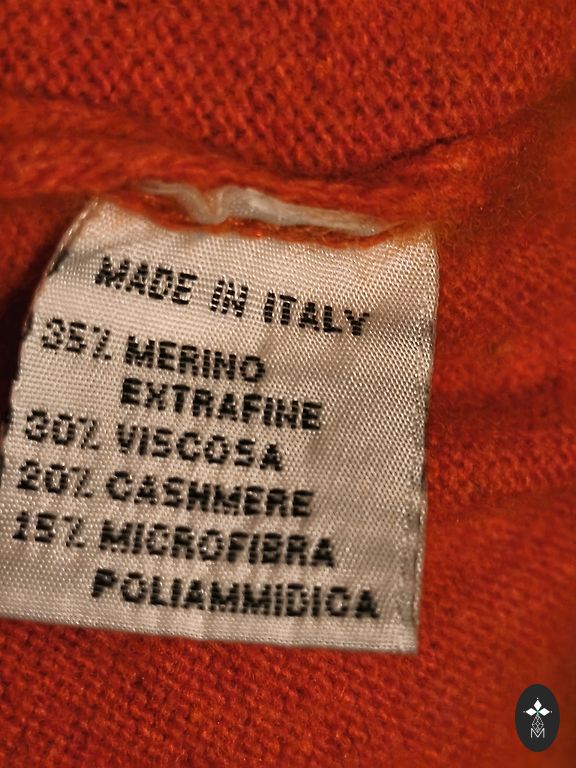 MADE IN ITALY
35% MERINO
EXTRAFINE
30% VISCOSA
20% CASHMERE
15% MICROFIBRA
POLIAMMIDICA
M